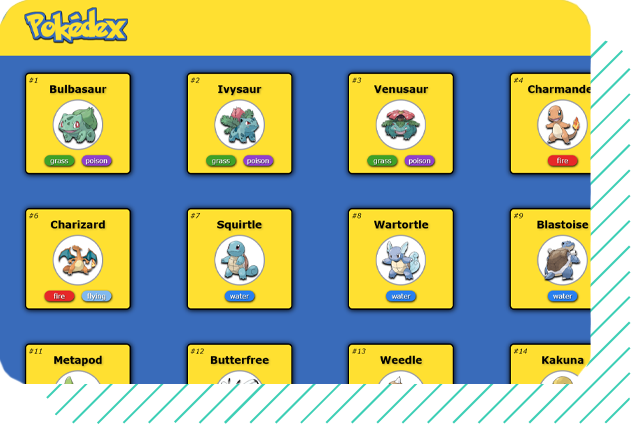 Pokédex
#1 #2 #3 #4
Bulbasaur Ivysaur Venusaur Charmande
grass poison grass poison grass poison fire
#6 #7 #8 #9
Charizard Squirtle Wartortle Blastoise
fire flying water water water
#11 #12 #13 #14
Metapod Butterfree Weedle Kakuna